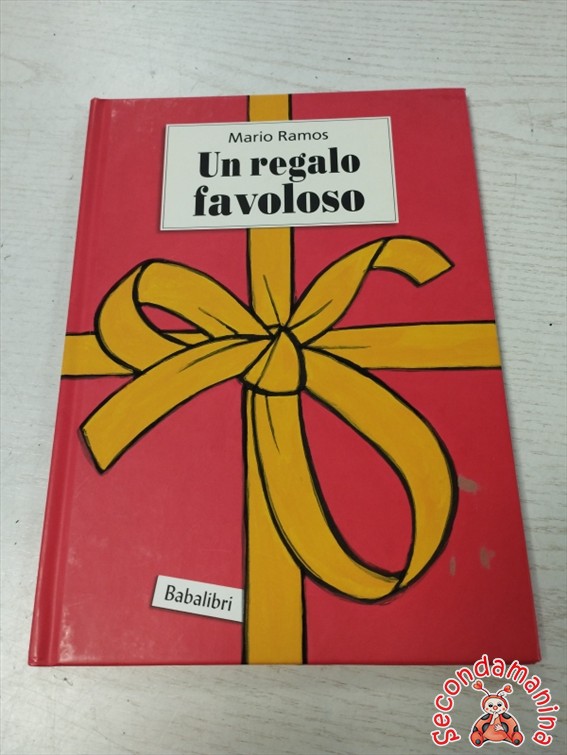 Mario Ramos
Un regalo
favoloso
Babalibri
Secondamanina